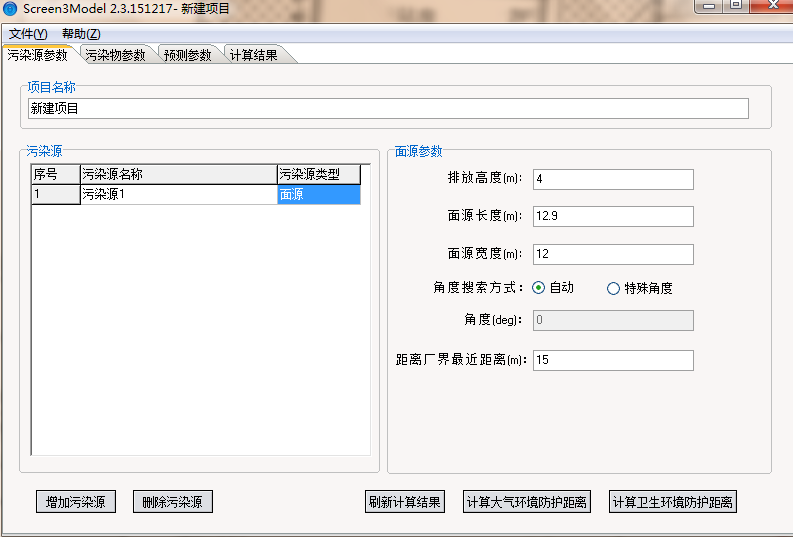 Screen3Model 2.3.151217- 新建项目
文件(Y) 帮助(Z)
污染源参数 污染物参数 预测参数 计算结果
项目名称
新建项目
污染源
序号 污染源名称 污染源类型
1 污染源1 面源
面源参数
排放高度(m): 4
面源长度(m): 12.9
面源宽度(m): 12
角度搜索方式: 自动 特殊角度
角度(deg): 0
距离厂界最近距离(m): 15
增加污染源 删除污染源 刷新计算结果 计算大气环境防护距离 计算卫生环境防护距离